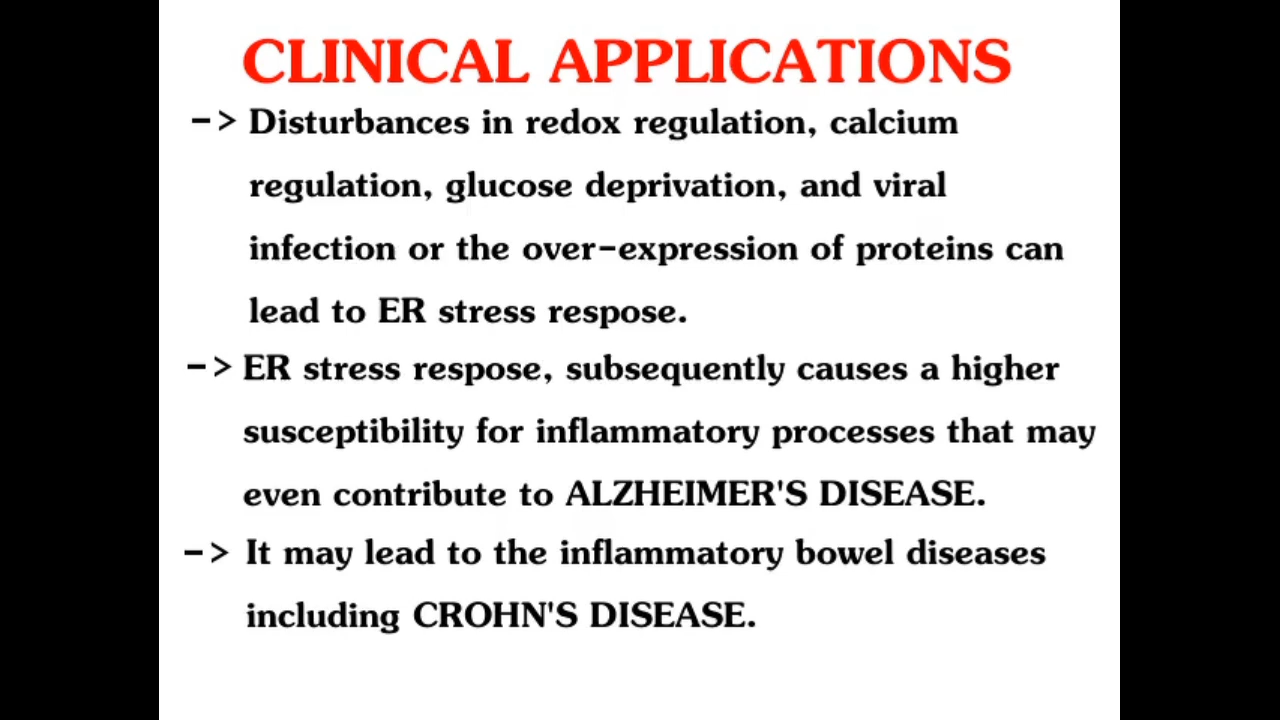 CLINICAL APPLICATIONS
-> Disturbances in redox regulation, calcium
regulation, glucose deprivation, and viral
infection or the over-expression of proteins can
lead to ER stress respose.
-> ER stress respose, subsequently causes a higher
susceptibility for inflammatory processes that may
even contribute to ALZHEIMER'S DISEASE.
-> It may lead to the inflammatory bowel diseases
including CROHN'S DISEASE.